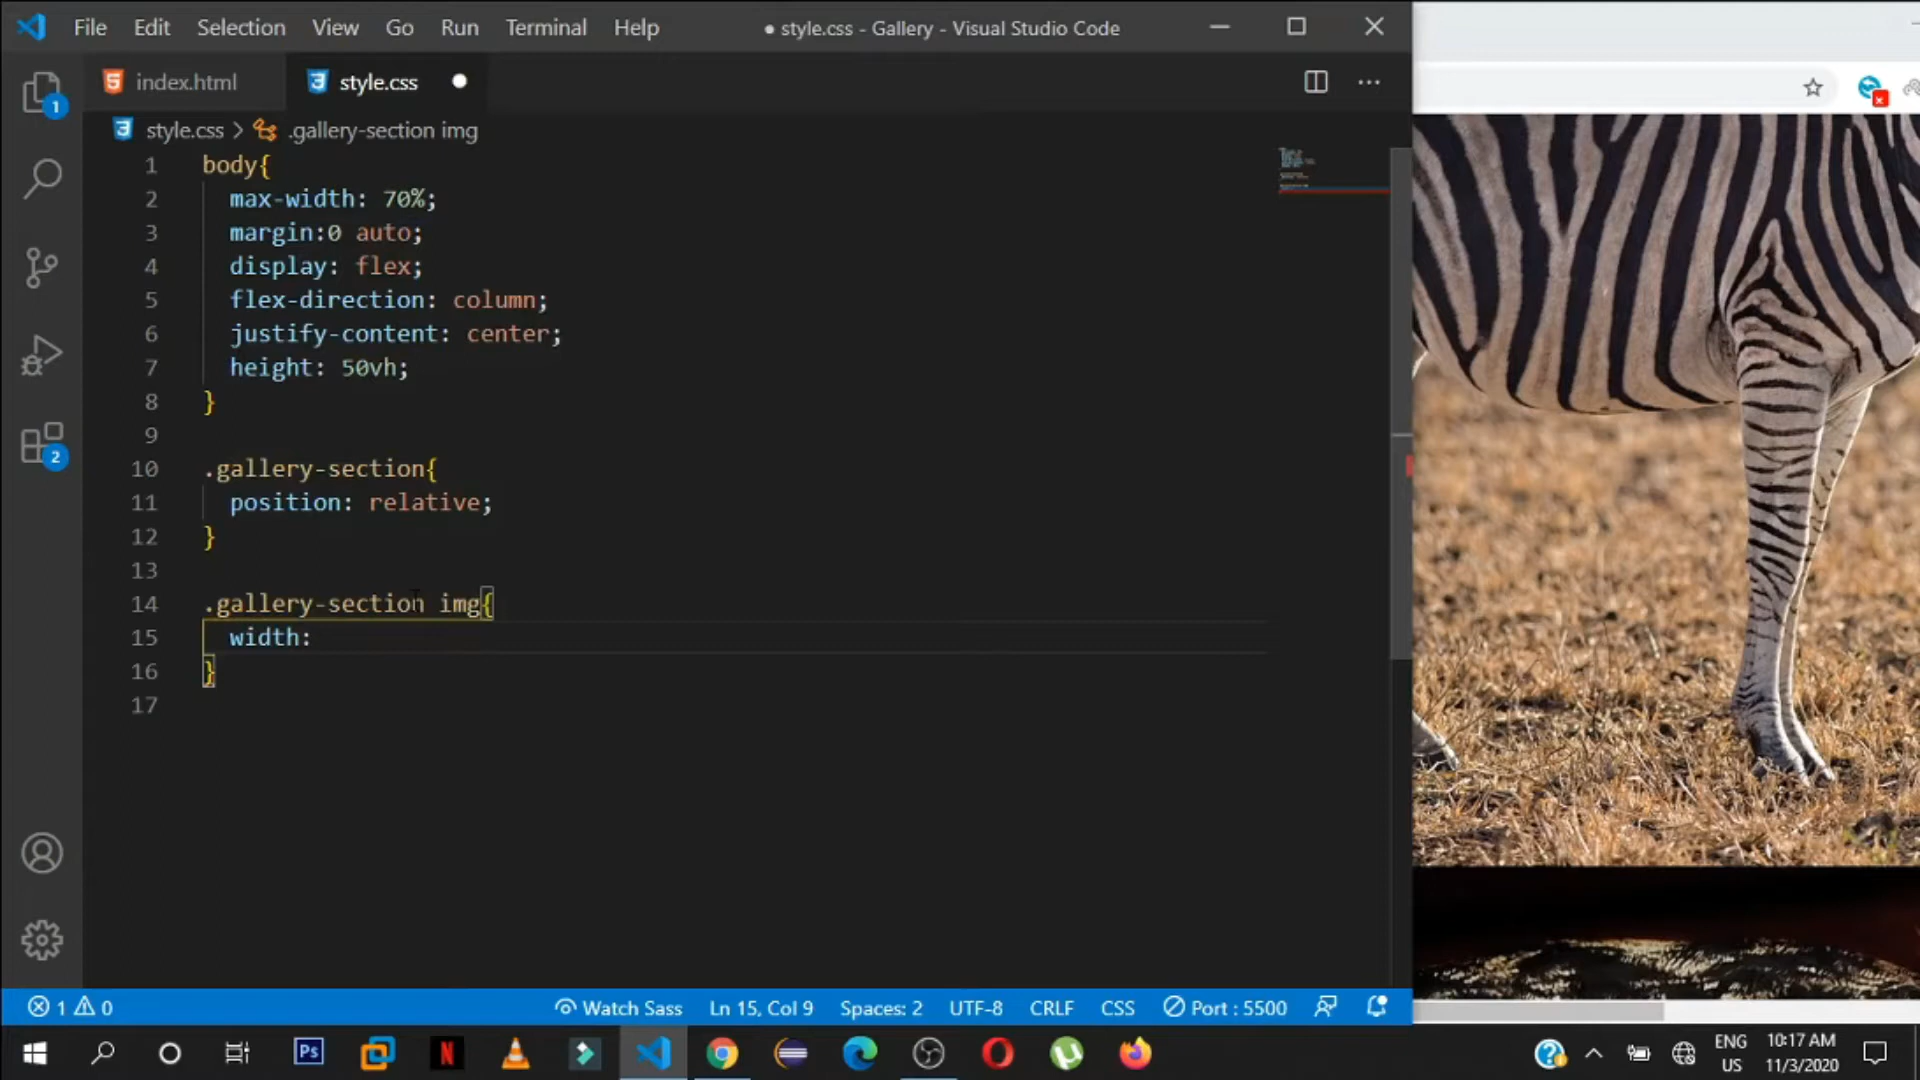 File Edit Selection View Go Run Terminal Help ● style.css - Gallery - Visual Studio Code
index.html style.css ●
style.css > .gallery-section img
1 body{
2 max-width: 70%;
3 margin:0 auto;
4 display: flex;
5 flex-direction: column;
6 justify-content: center;
7 height: 50vh;
8 }
9
10 .gallery-section{
11 position: relative;
12 }
13
14 .gallery-section img{
15 width:
16 }
17
1
2
1 0 Watch Sass Ln 15, Col 9 Spaces: 2 UTF-8 CRLF CSS Port : 5500
Ps N ENG 10:17 AM
US 11/3/2020